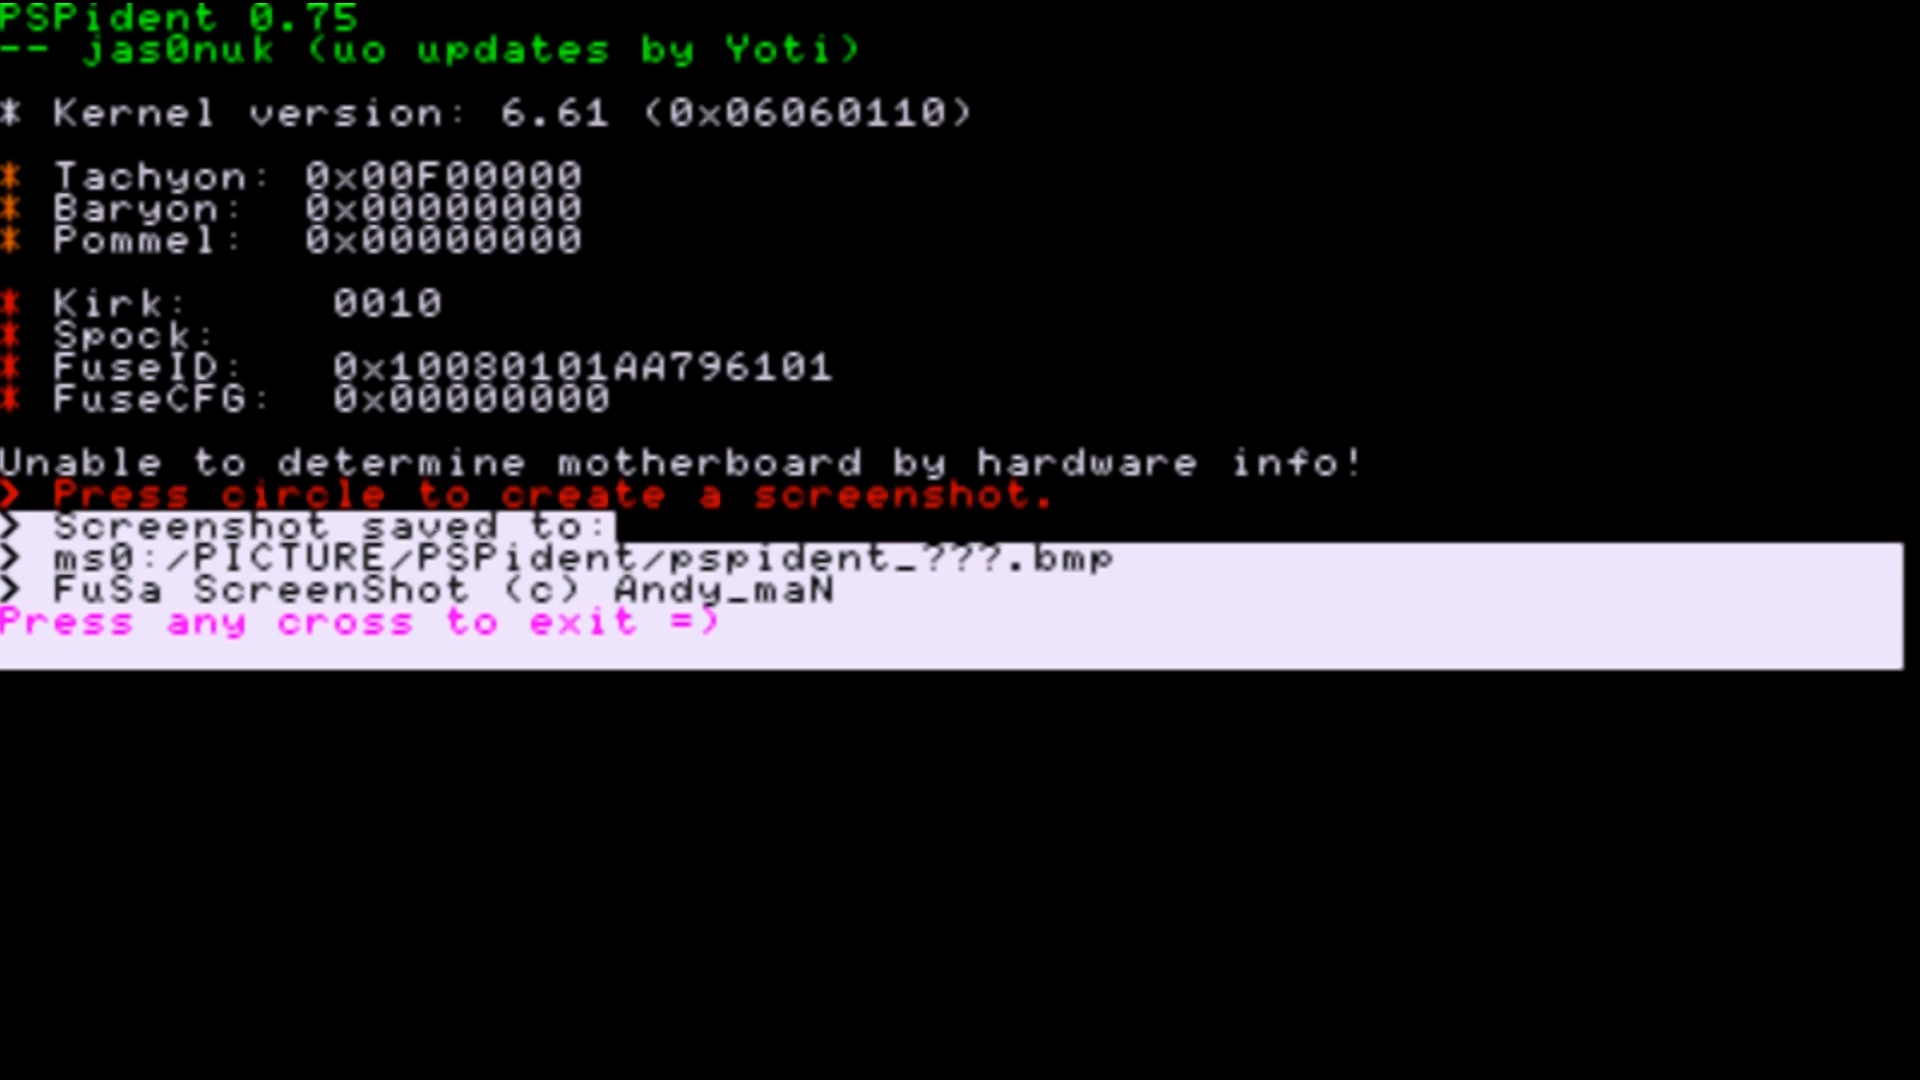 PSPident 0.75
-- jas0nuk (uo updates by Yoti)
* Kernel version: 6.61 (0x06060110)
* Tachyon: 0x00F00000
* Baryon: 0x00000000
* Pommel: 0x00000000
* Kirk: 0010
* Spock:
* FuseID: 0x10080101AA796101
* FuseCFG: 0x00000000
Unable to determine motherboard by hardware info!
> Press circle to create a screenshot.
> Screenshot saved to:
> ms0:/PICTURE/PSPident/pspident_???.bmp
> FuSa ScreenShot (c) Andy_maN
Press any cross to exit =)